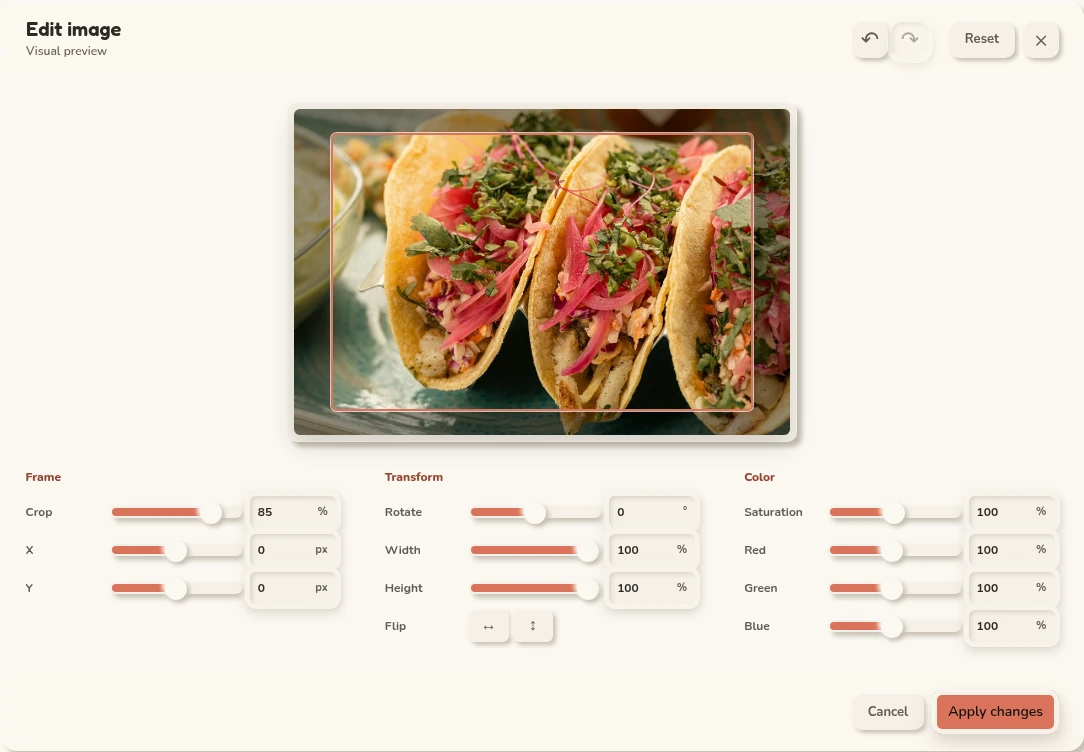 Edit image
Visual preview
Reset
Frame
Crop 85 %
X 0 px
Y 0 px
Transform
Rotate 0 °
Width 100 %
Height 100 %
Flip
Color
Saturation 100 %
Red 100 %
Green 100 %
Blue 100 %
Cancel
Apply changes